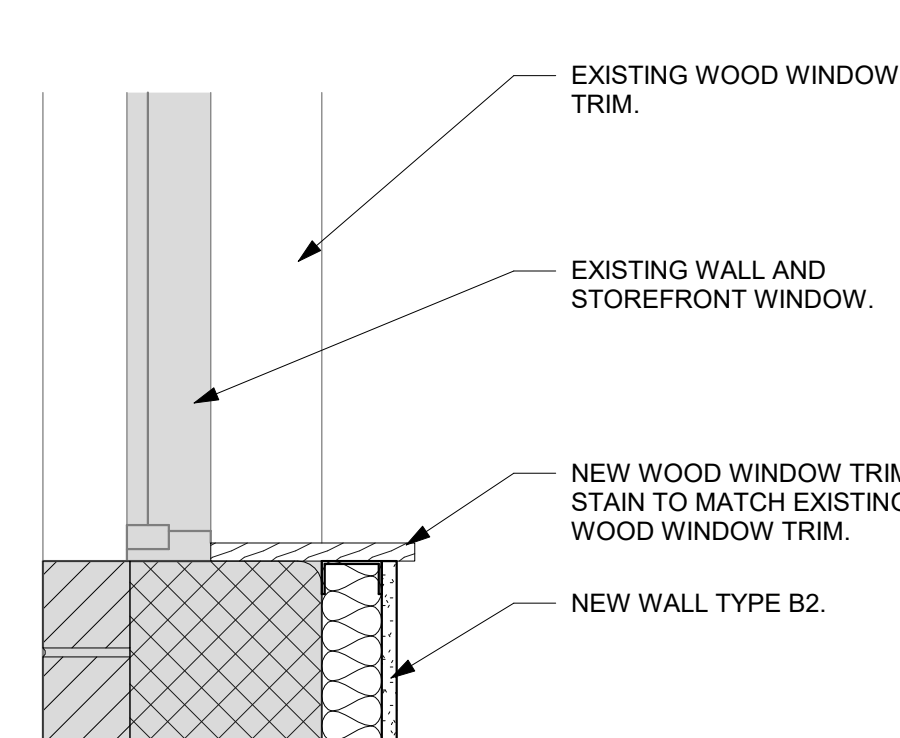 EXISTING WOOD WINDOW
TRIM.
EXISTING WALL AND
STOREFRONT WINDOW.
NEW WOOD WINDOW TRIM
STAIN TO MATCH EXISTING
WOOD WINDOW TRIM.
NEW WALL TYPE B2.